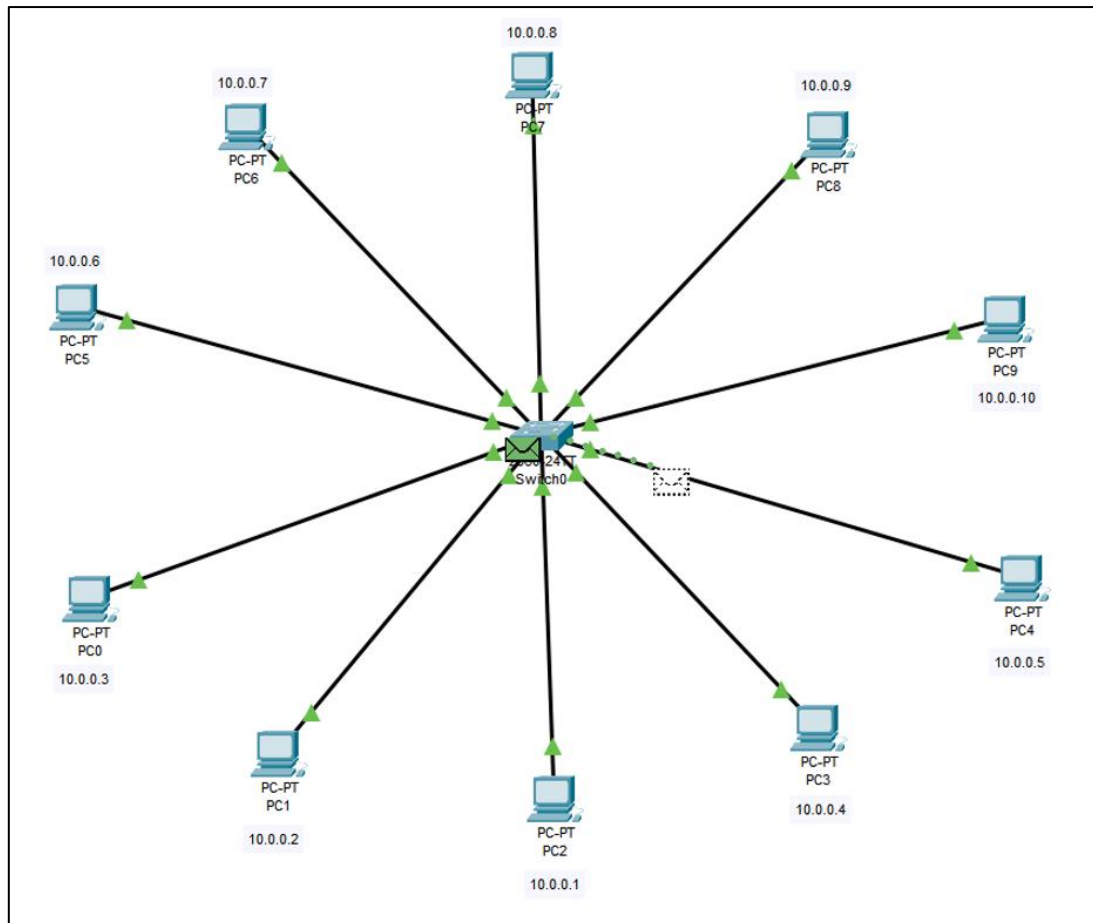 10.0.0.8
PC-PT
PC7
10.0.0.7
PC-PT
PC6
10.0.0.9
PC-PT
PC8
10.0.0.6
PC-PT
PC5
PC-PT
PC9
10.0.0.10
Switch0
PC-PT
PC0
10.0.0.3
PC-PT
PC4
10.0.0.5
PC-PT
PC1
10.0.0.2
PC-PT
PC2
10.0.0.1
PC-PT
PC3
10.0.0.4